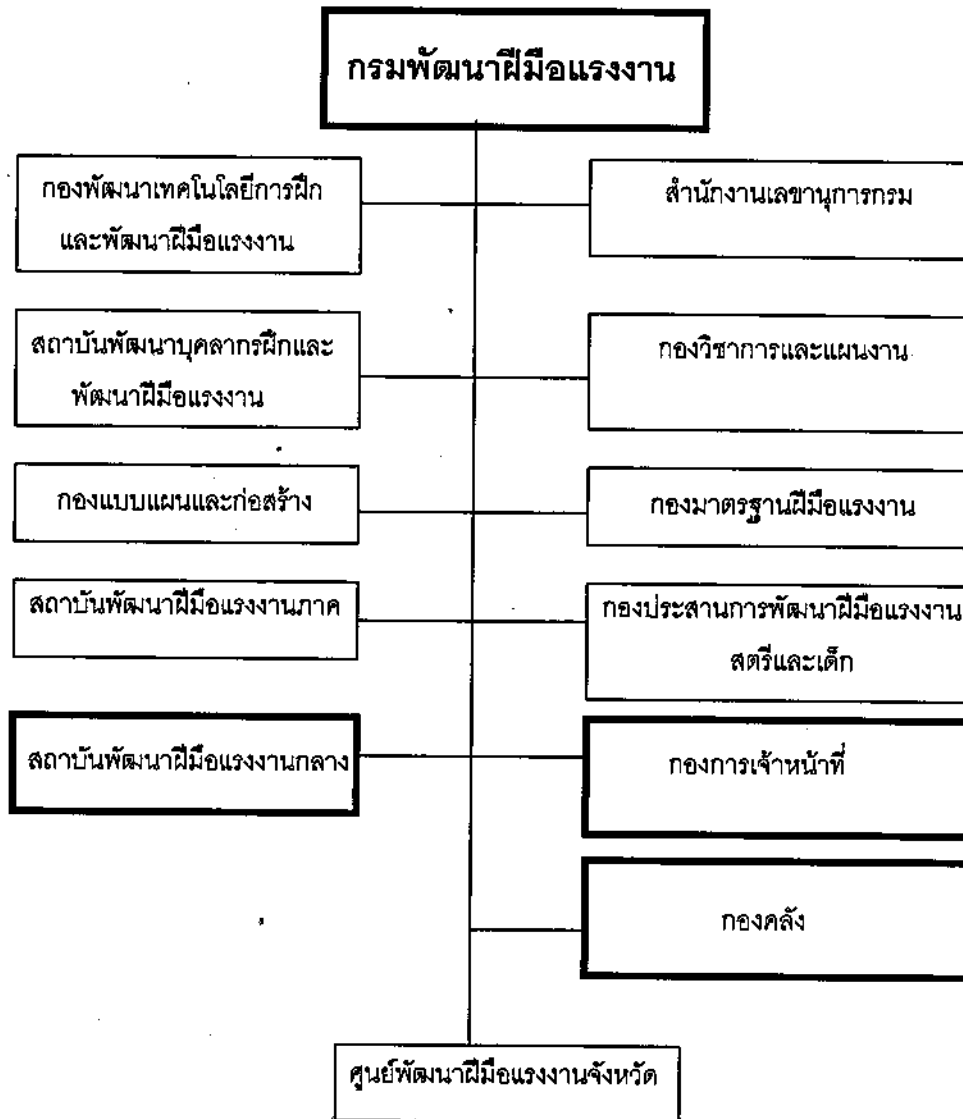 กรมพัฒนาฝีมือแรงงาน
กองพัฒนาเทคโนโลยีการฝึก
และพัฒนาฝีมือแรงงาน
สำนักงานเลขานุการกรม
สถาบันพัฒนาบุคลากรฝึกและ
พัฒนาฝีมือแรงงาน
กองวิชาการและแผนงาน
กองแบบแผนและก่อสร้าง
กองมาตรฐานฝีมือแรงงาน
สถาบันพัฒนาฝีมือแรงงานภาค
กองประสานการพัฒนาฝีมือแรงงาน
สตรีและเด็ก
สถาบันพัฒนาฝีมือแรงงานกลาง
กองการเจ้าหน้าที่
กองคลัง
ศูนย์พัฒนาฝีมือแรงงานจังหวัด